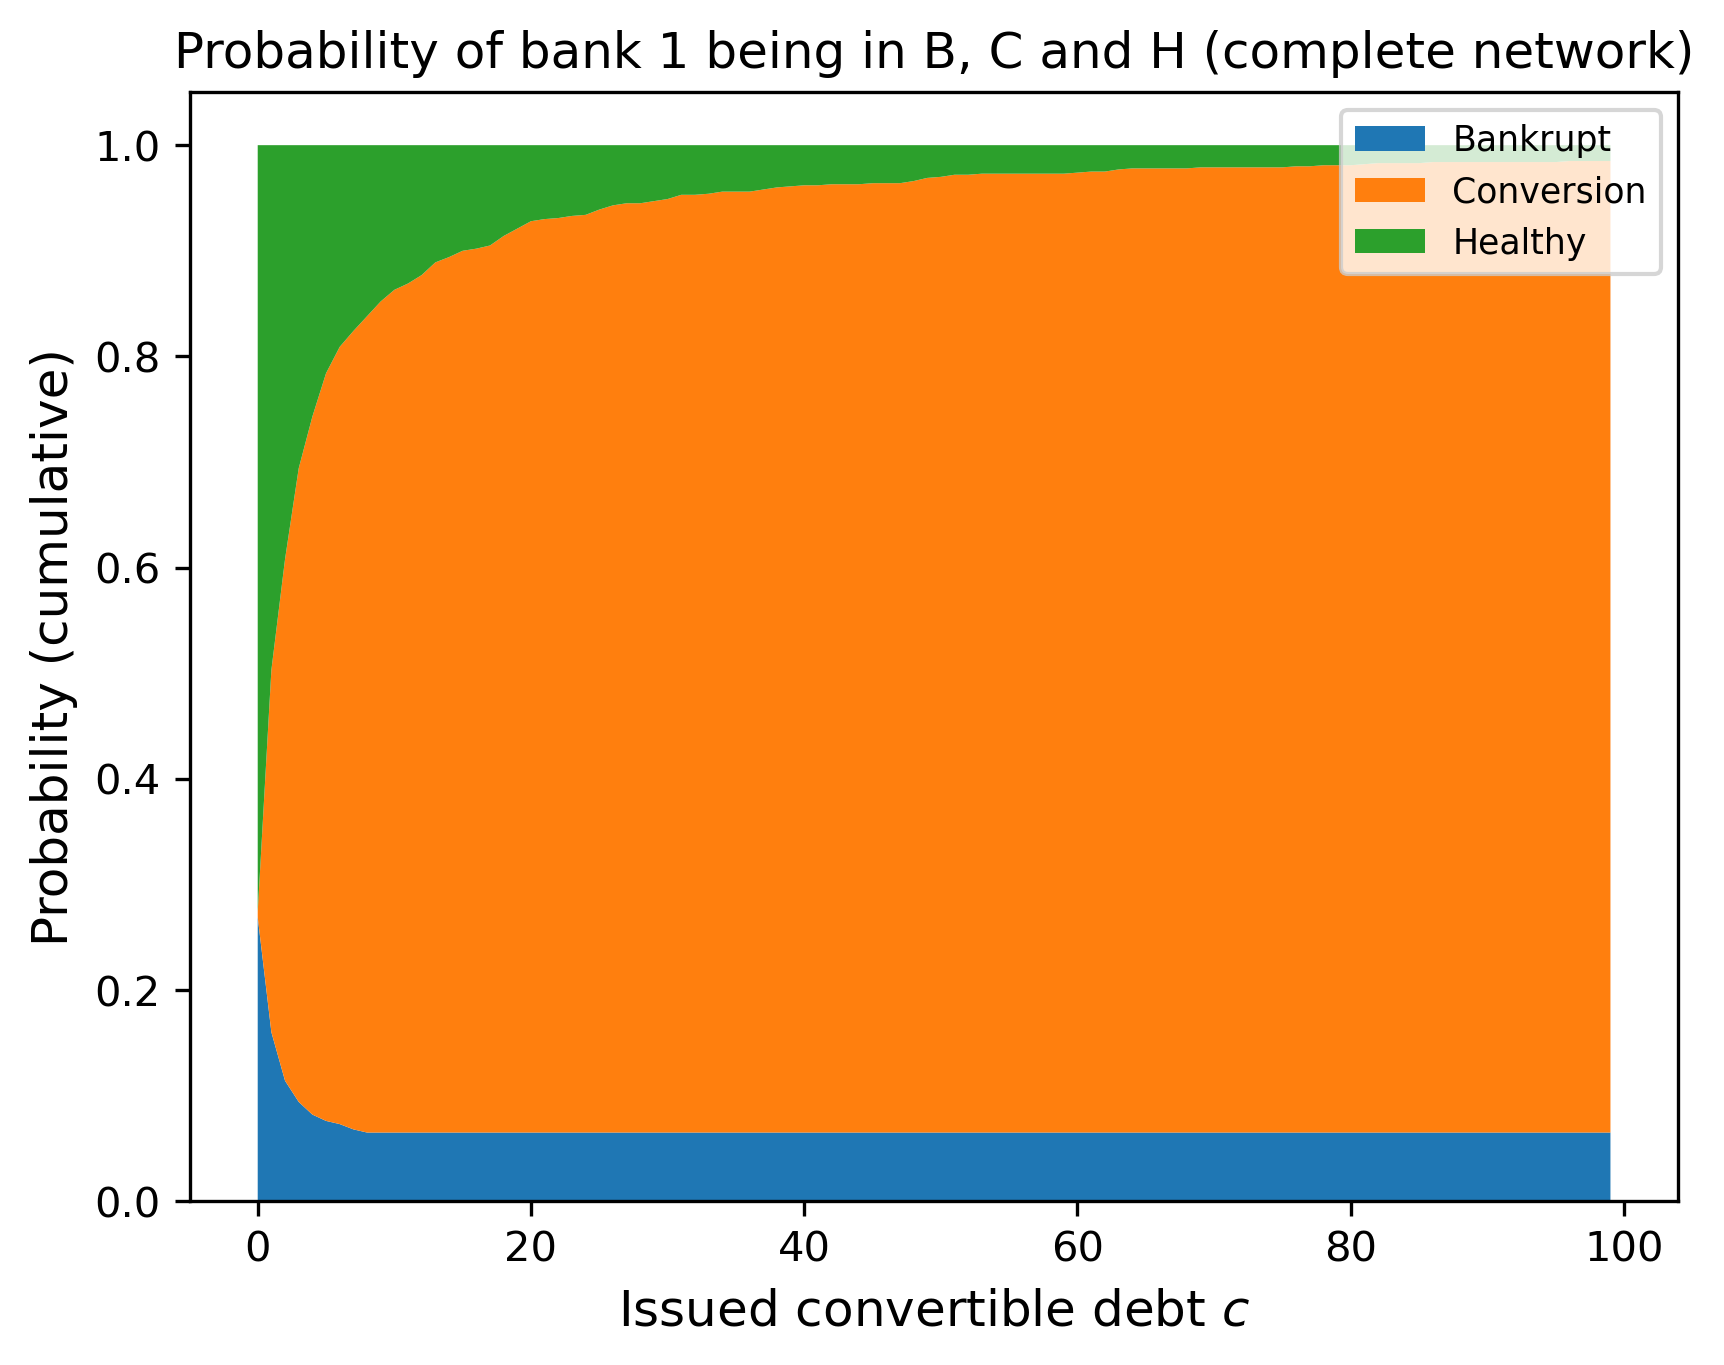 Probability of bank 1 being in B, C and H (complete network)
Bankrupt
Conversion
Healthy
Probability (cumulative)
1.0
0.8
0.6
0.4
0.2
0.0
0 20 40 60 80 100
Issued convertible debt c